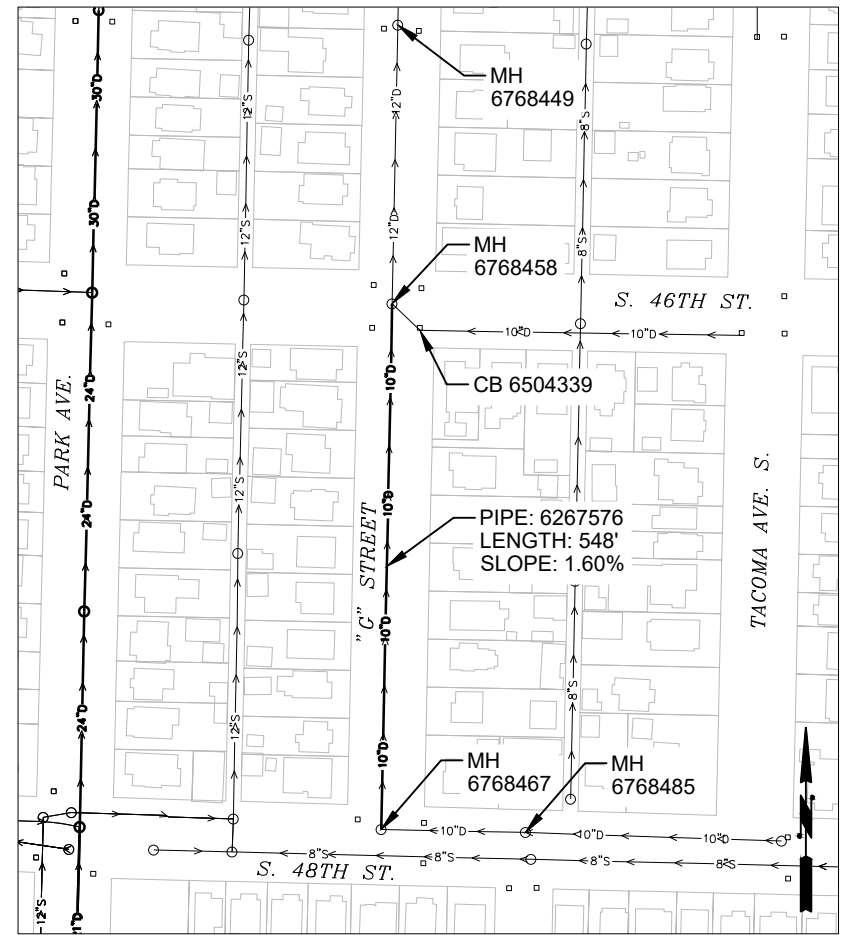 30"D
12"S
12"D
8"S
MH
6768449
30"D
12"S
12"D
8"S
MH
6768458
S. 46TH ST.
10"D
10"D
12"S
24"D
10"D
CB 6504339
PARK AVE.
12"S
10"D
24"D
"G" STREET
PIPE: 6267576
LENGTH: 548'
SLOPE: 1.60%
TACOMA AVE. S.
10"D
8"S
24"D
12"S
10"D
MH
6768467
MH
6768485
10"D
0"D
10"D
8"S
8"S
8"S
8"S
S. 48TH ST.
12"S
21"D